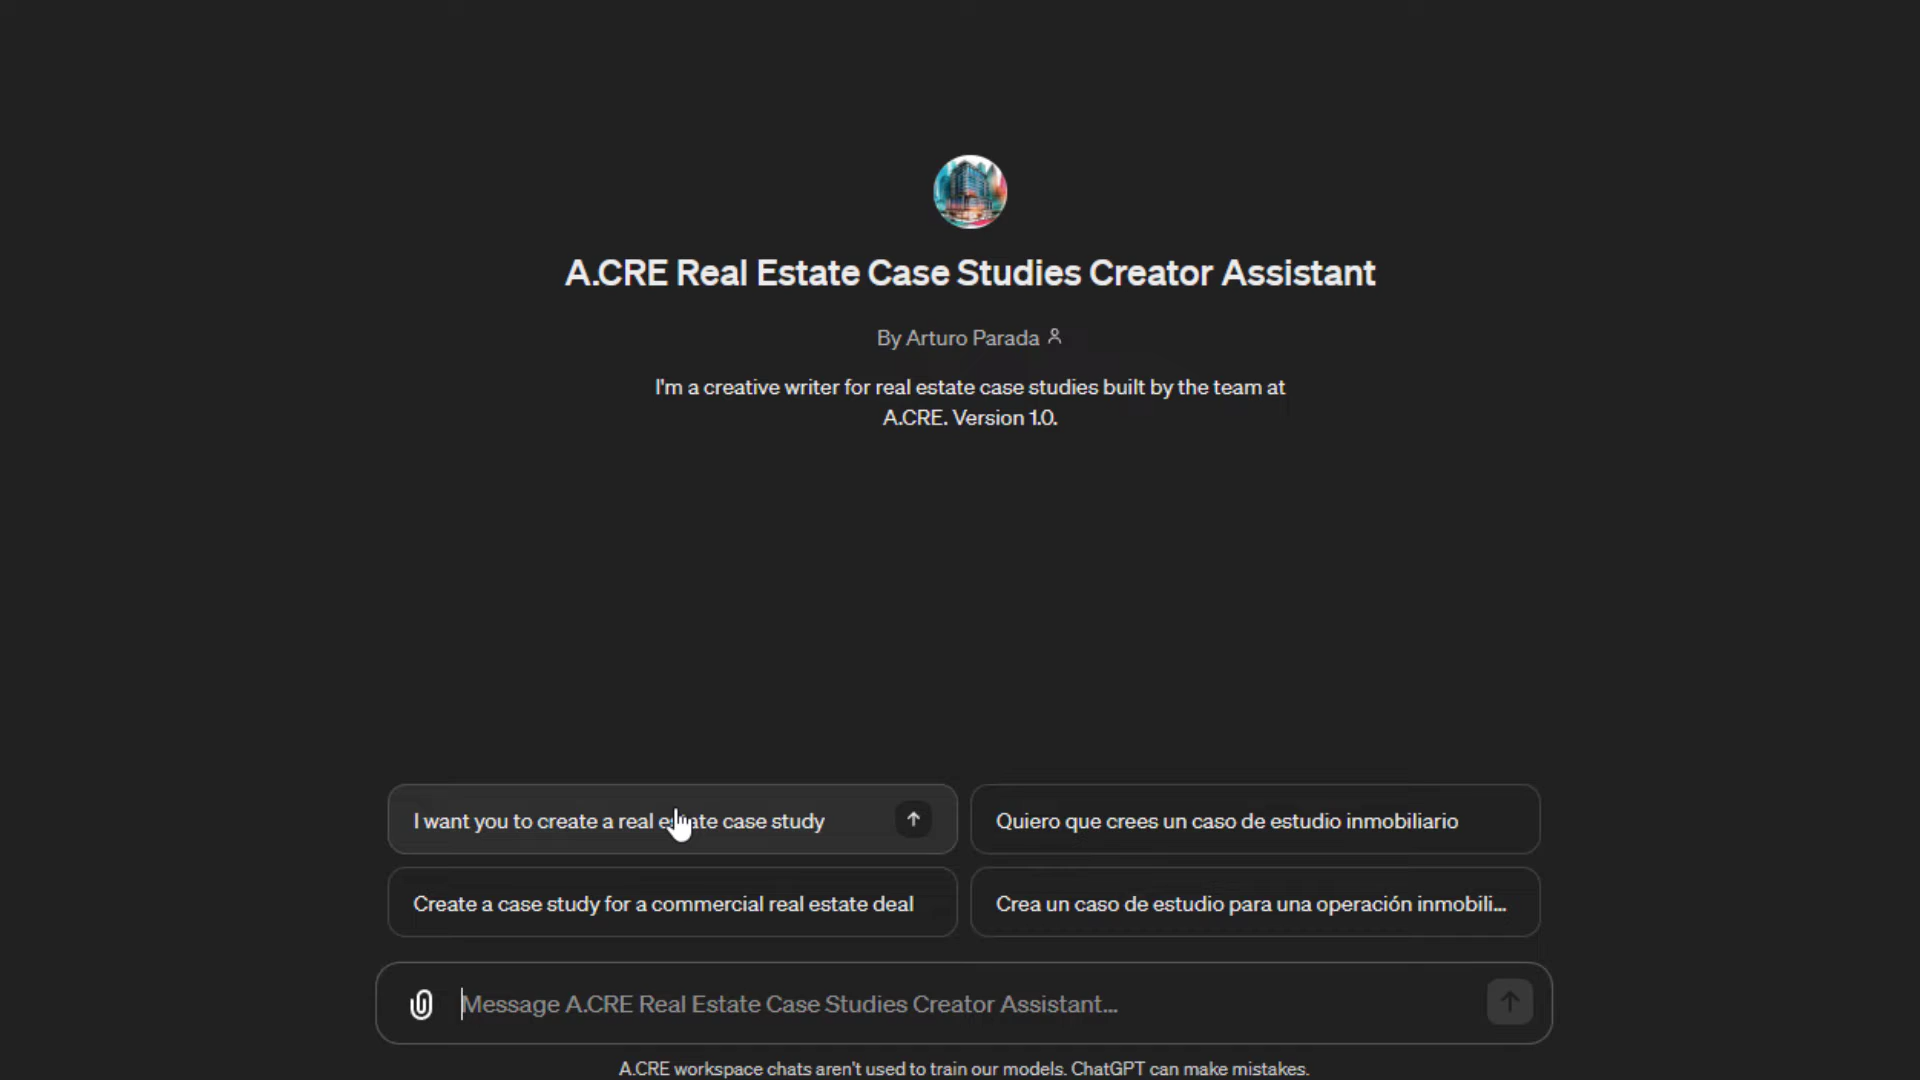 A.CRE Real Estate Case Studies Creator Assistant
By Arturo Parada
I'm a creative writer for real estate case studies built by the team at
A.CRE. Version 1.0.
I want you to create a real estate case study
Quiero que crees un caso de estudio inmobiliario
Create a case study for a commercial real estate deal
Crea un caso de estudio para una operación inmobili...
Message A.CRE Real Estate Case Studies Creator Assistant...
A.CRE workspace chats aren't used to train our models. ChatGPT can make mistakes.